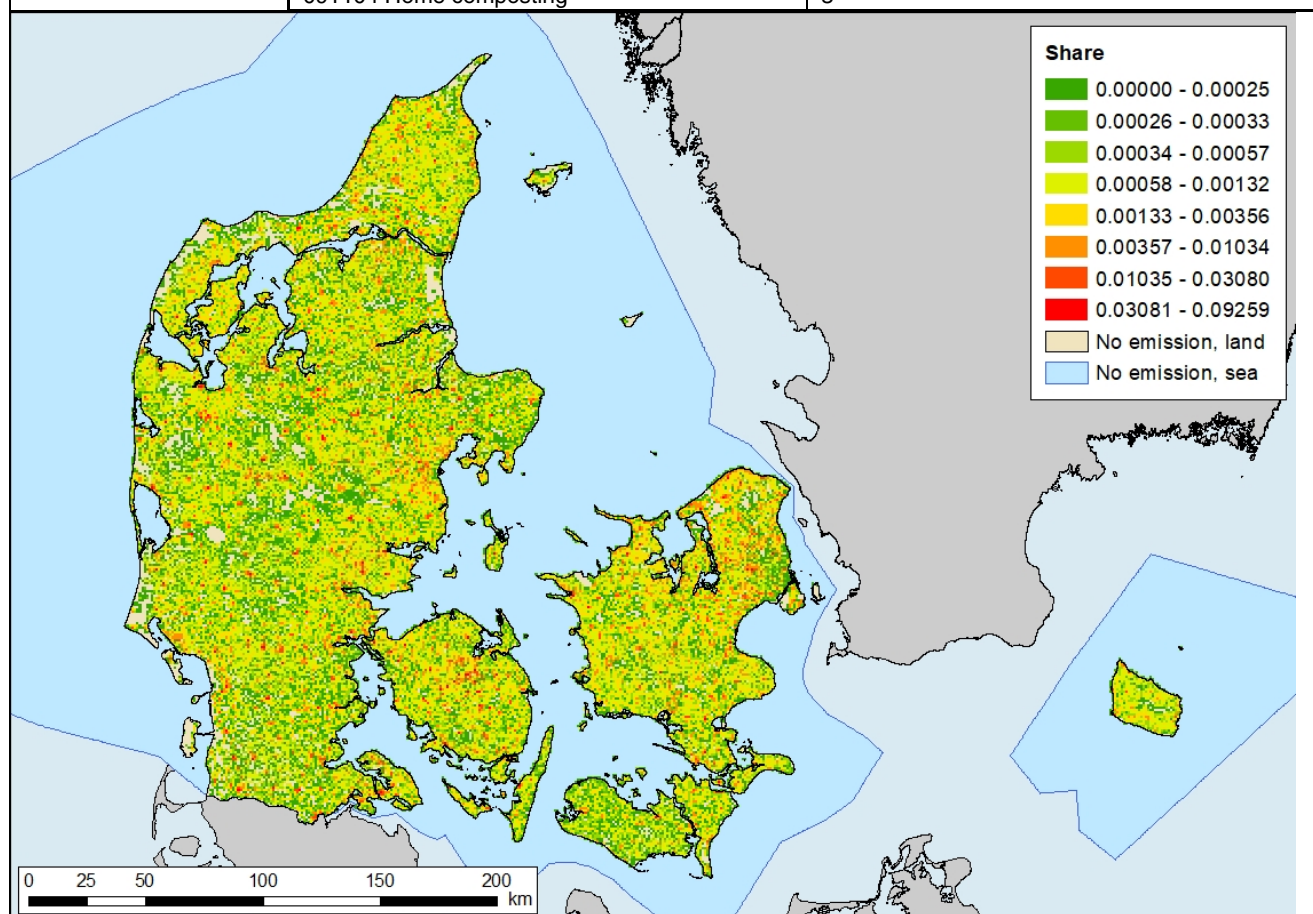 Home composting
Share
0.00000 - 0.00025
0.00026 - 0.00033
0.00034 - 0.00057
0.00058 - 0.00132
0.00133 - 0.00356
0.00357 - 0.01034
0.01035 - 0.03080
0.03081 - 0.09259
No emission, land
No emission, sea
0 25 50 100 150 200
km